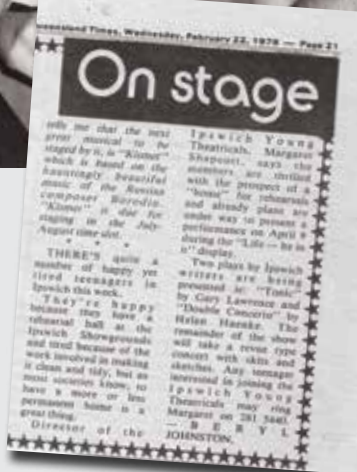 Queensland Times, Wednesday, February 22, 1978 — Page 21
On stage
tells me that the next
great musical to be
staged by it, is "Kismet"
which is based on the
hauntingly beautiful
music of the Russian
composer Borodin.
"Kismet" is due for
staging in the July-
August time slot.
* * *
THERE'S quite a
number of happy yet
tired teenagers in
Ipswich this week.
They're happy
because they have a
rehearsal hall at the
Ipswich Showgrounds
and tired because of the
work involved in making
it clean and tidy, but as
most societies know, to
have a more or less
permanent home is a
great thing.
Director of the
Ipswich Young
Theatricals, Margaret
Shapcott, says the
members are thrilled
with the prospect of a
"home" for rehearsals
and already plans are
under way to present a
performance on April 8
during the "Life — be in
it" display.
Two plays by Ipswich
writers are being
presented ie: "Tonic"
by Gary Lawrence and
"Double Concerto" by
Helen Haenke. The
remainder of the show
will take a revue type
concert with skits and
sketches. Any teenager
interested in joining the
Ipswich Young
Theatricals may ring
Margaret on 281
— BERYL
JOHNSTON.